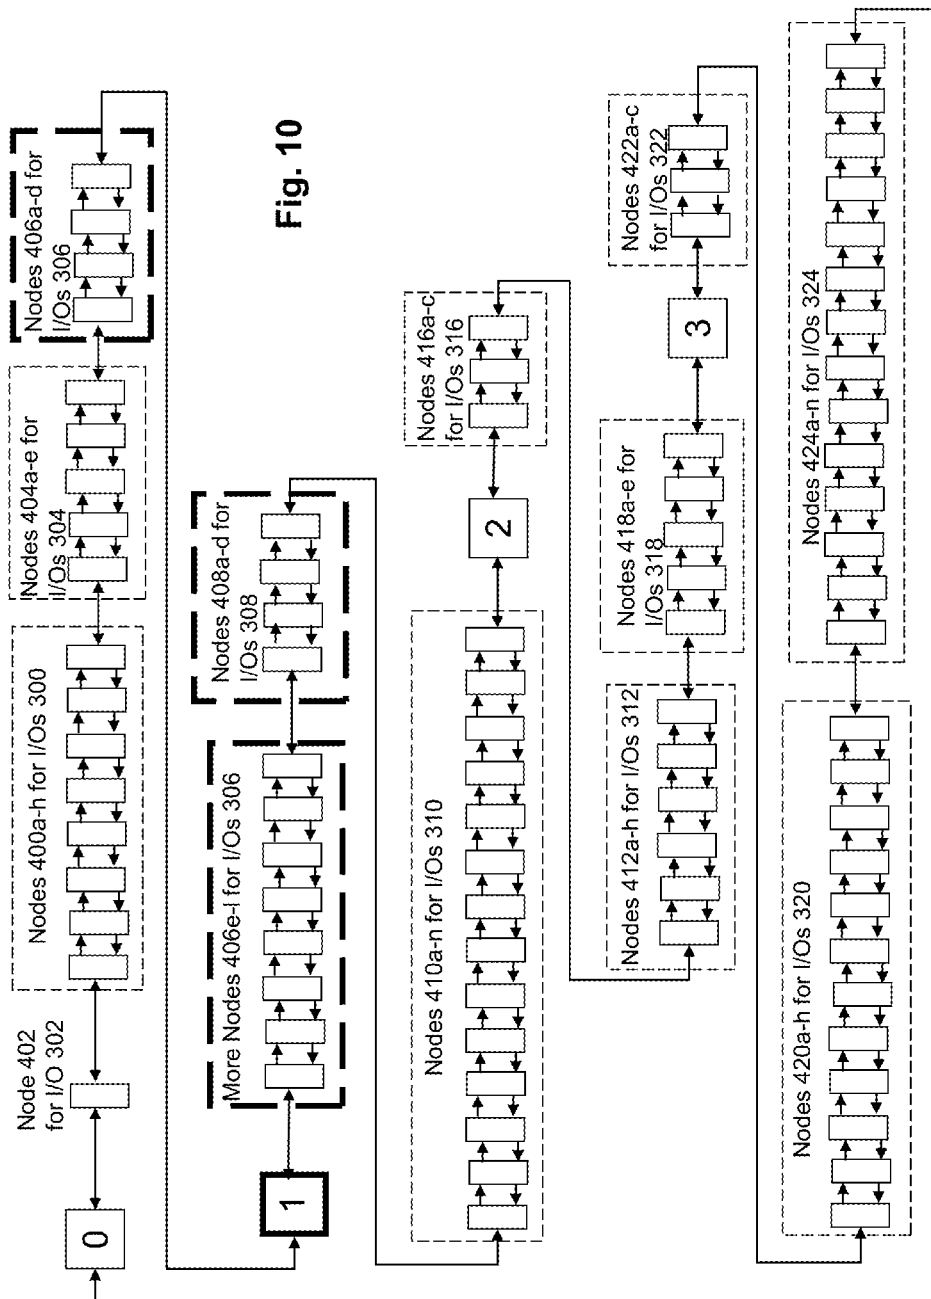 Fig. 10
0
Node 402
for I/O 302
Nodes 400a-h for I/Os 300
Nodes 404a-e for
I/Os 304
Nodes 406a-d for
I/Os 306
1
More Nodes 406e-l for I/Os 306
Nodes 408a-d for
I/Os 308
Nodes 410a-n for I/Os 310
2
Nodes 416a-c
for I/Os 316
Nodes 412a-h for I/Os 312
Nodes 418a-e for
I/Os 318
3
Nodes 422a-c
for I/Os 322
Nodes 420a-h for I/Os 320
Nodes 424a-n for I/Os 324